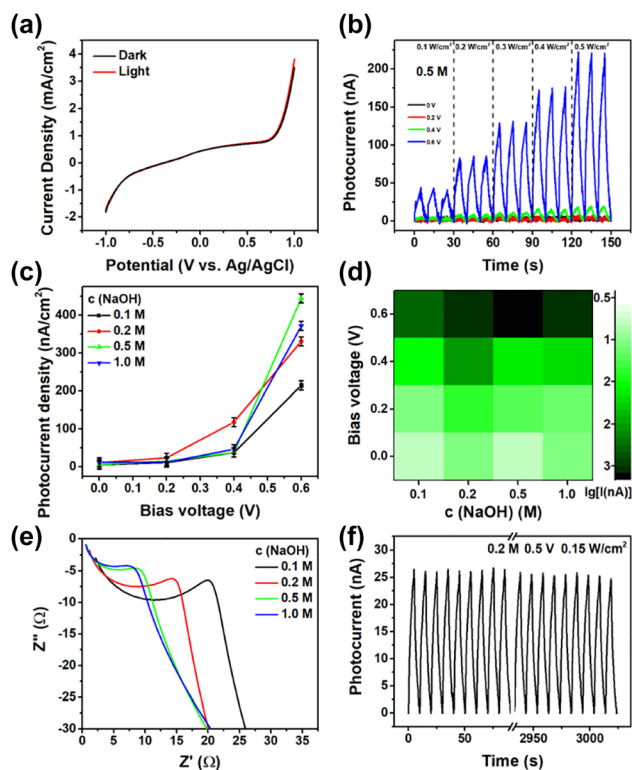 (a)
Dark
Light
Current Density (mA/cm²)
4
3
2
1
0
1
2
-1.0 -0.5 0.0 0.5 1.0
Potential (V vs. Ag/AgCl)
(b)
0.1 W/cm² 0.2 W/cm² 0.3 W/cm² 0.4 W/cm² 0.5 W/cm²
0.5 M
0 V
0.2 V
0.4 V
0.6 V
Photocurrent (nA)
200
150
100
50
0
0 30 60 90 120 150
Time (s)
(c)
c (NaOH)
0.1 M
0.2 M
0.5 M
1.0 M
Photocurrent density (nA/cm²)
400
300
200
100
0
0.0 0.2 0.4 0.6
Bias voltage (V)
(d)
Bias voltage (V)
0.6
0.4
0.2
0.0
0.1 0.2 0.5 1.0
c (NaOH) (M)
0.5
1
2
2
3
lg[I(nA)]
(e)
c (NaOH)
0.1 M
0.2 M
0.5 M
1.0 M
Z'' (Ω)
0
-5
-10
-15
-20
-25
-30
0 5 10 15 20 25 30 35
Z' (Ω)
(f)
0.2 M 0.5 V 0.15 W/cm²
Photocurrent (nA)
30
25
20
15
10
5
0
0 25 50 2950 3000
Time (s)